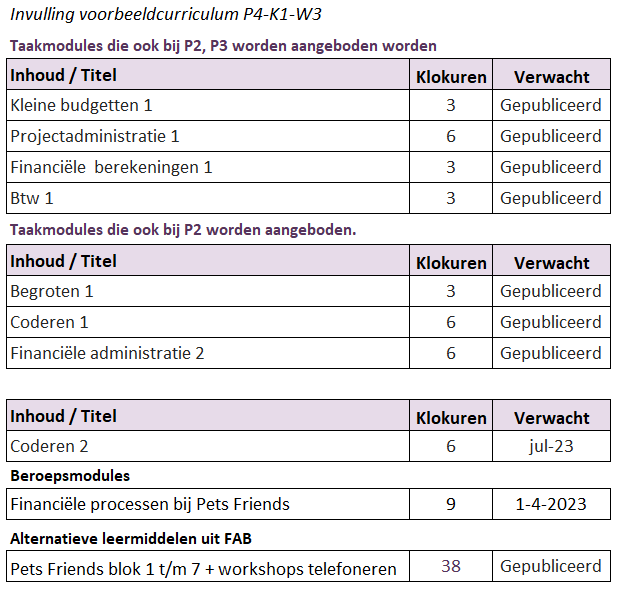 Invulling voorbeeldcurriculum P4-K1-W3
Taakmodules die ook bij P2, P3 worden aangeboden worden
Inhoud / Titel Klokuren Verwacht
Kleine budgetten 1 3 Gepubliceerd
Projectadministratie 1 6 Gepubliceerd
Financiële berekeningen 1 3 Gepubliceerd
Btw 1 3 Gepubliceerd
Taakmodules die ook bij P2 worden aangeboden.
Inhoud / Titel Klokuren Verwacht
Begroten 1 3 Gepubliceerd
Coderen 1 6 Gepubliceerd
Financiële administratie 2 6 Gepubliceerd
Inhoud / Titel Klokuren Verwacht
Coderen 2 6 jul-23
Beroepsmodules
Financiële processen bij Pets Friends 9 1-4-2023
Alternatieve leermiddelen uit FAB
Pets Friends blok 1 t/m 7 + workshops telefoneren 38 Gepubliceerd